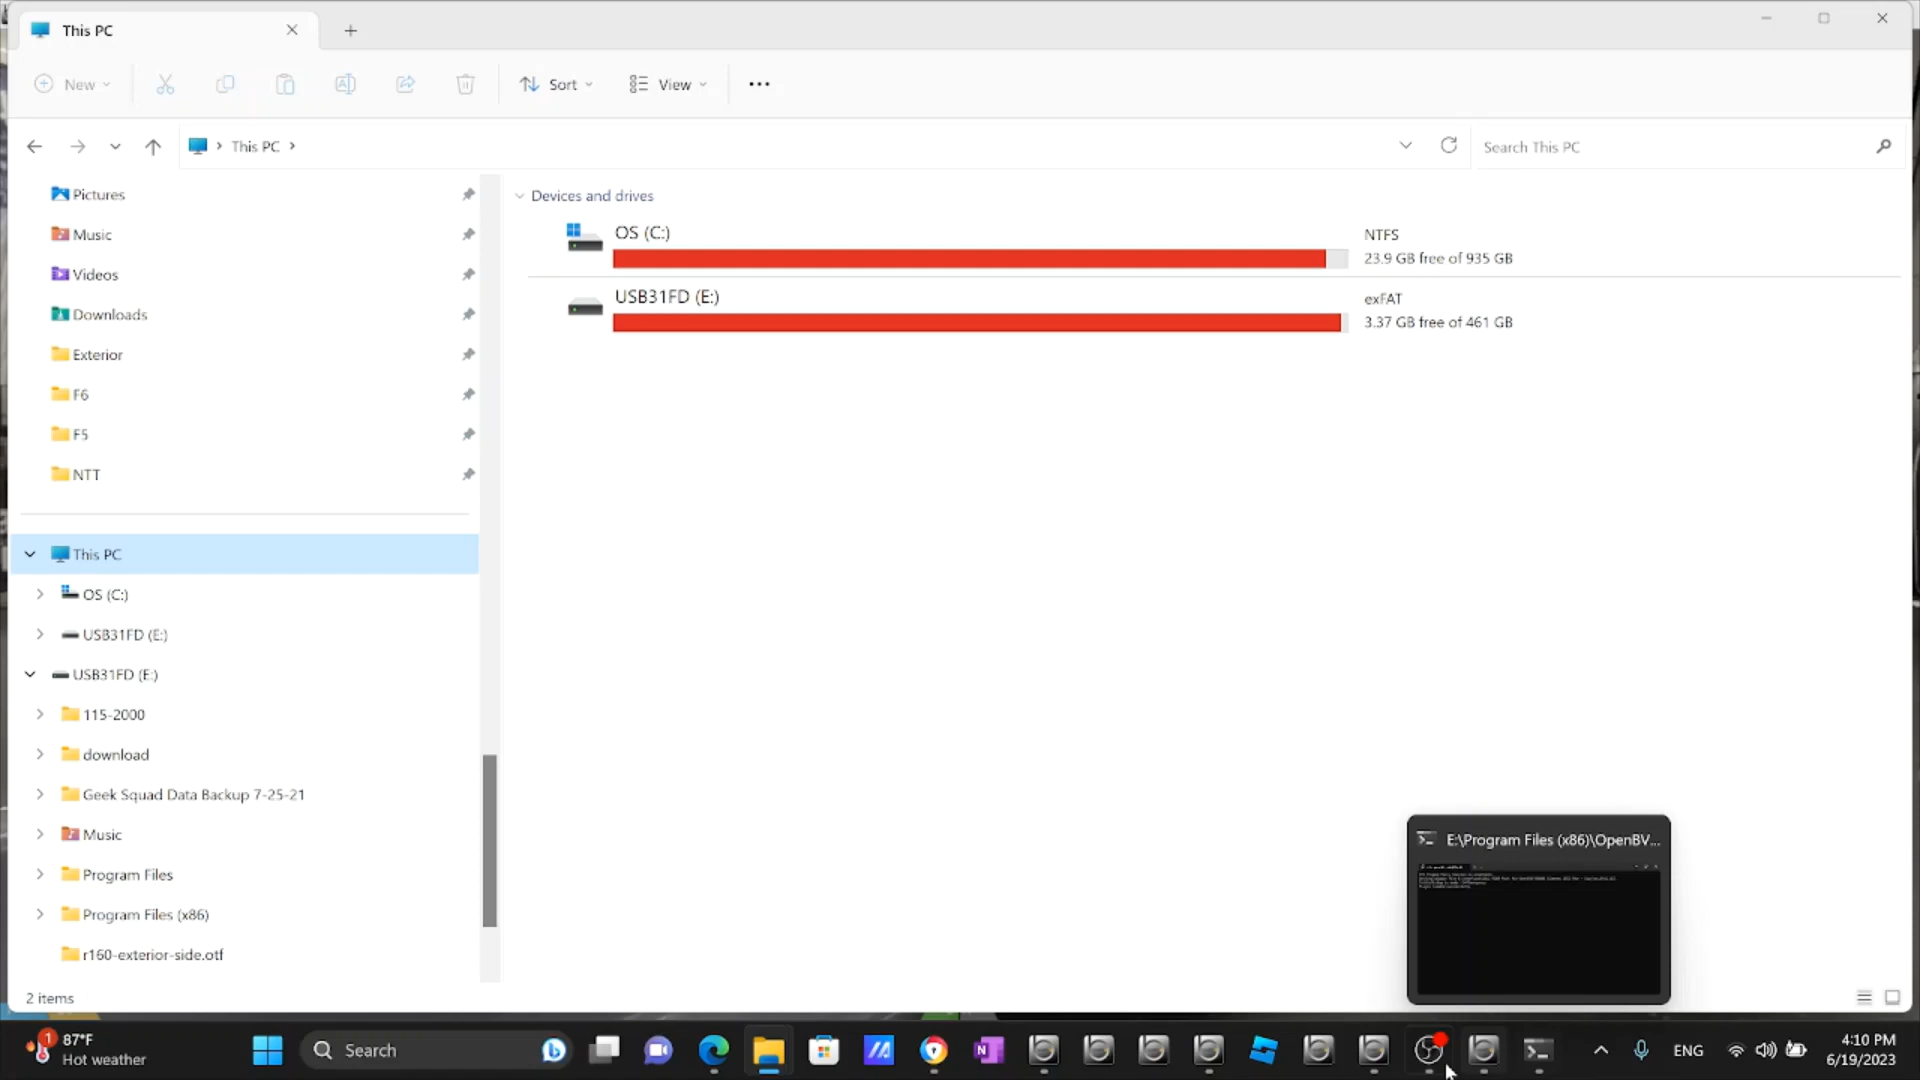 This PC
New
Sort
View
This PC
Search This PC
Pictures
Music
Videos
Downloads
Exterior
F6
F5
NTT
This PC
OS (C:)
USB31FD (E:)
USB31FD (E:)
115-2000
download
Geek Squad Data Backup 7-25-21
Music
Program Files
Program Files (x86)
r160-exterior-side.otf
2 items
Devices and drives
OS (C:)
NTFS
23.9 GB free of 935 GB
USB31FD (E:)
exFAT
3.37 GB free of 461 GB
E:\Program Files (x86)\OpenBV...
1
87°F
Hot weather
Search
ENG
4:10 PM
6/19/2023